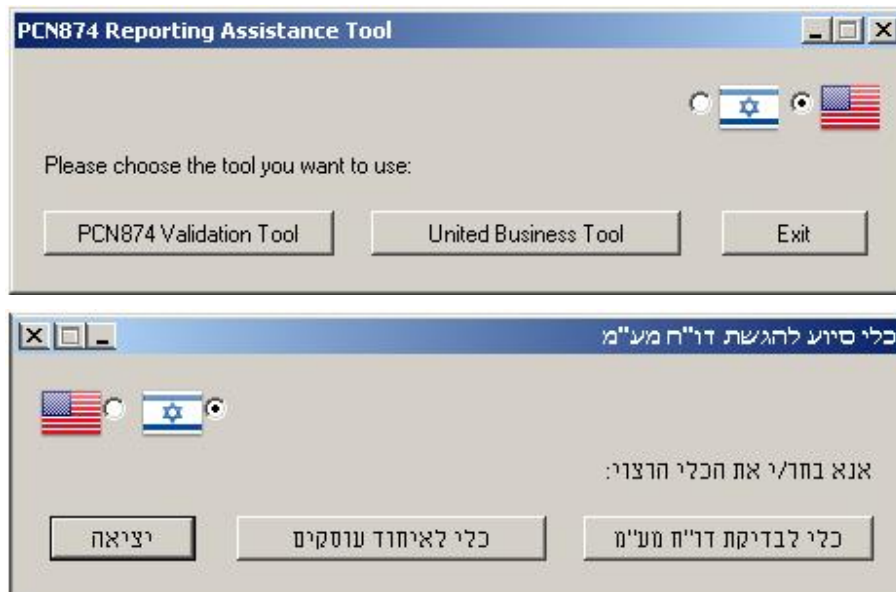 PCN874 Reporting Assistance Tool
Please choose the tool you want to use:
PCN874 Validation Tool United Business Tool Exit
כלי סיוע להגשת דו"ח מע"מ
אנא בחר/י את הכלי הרצוי:
כלי לבדיקת דו"ח מע"מ כלי לאיחוד עוסקים יציאה